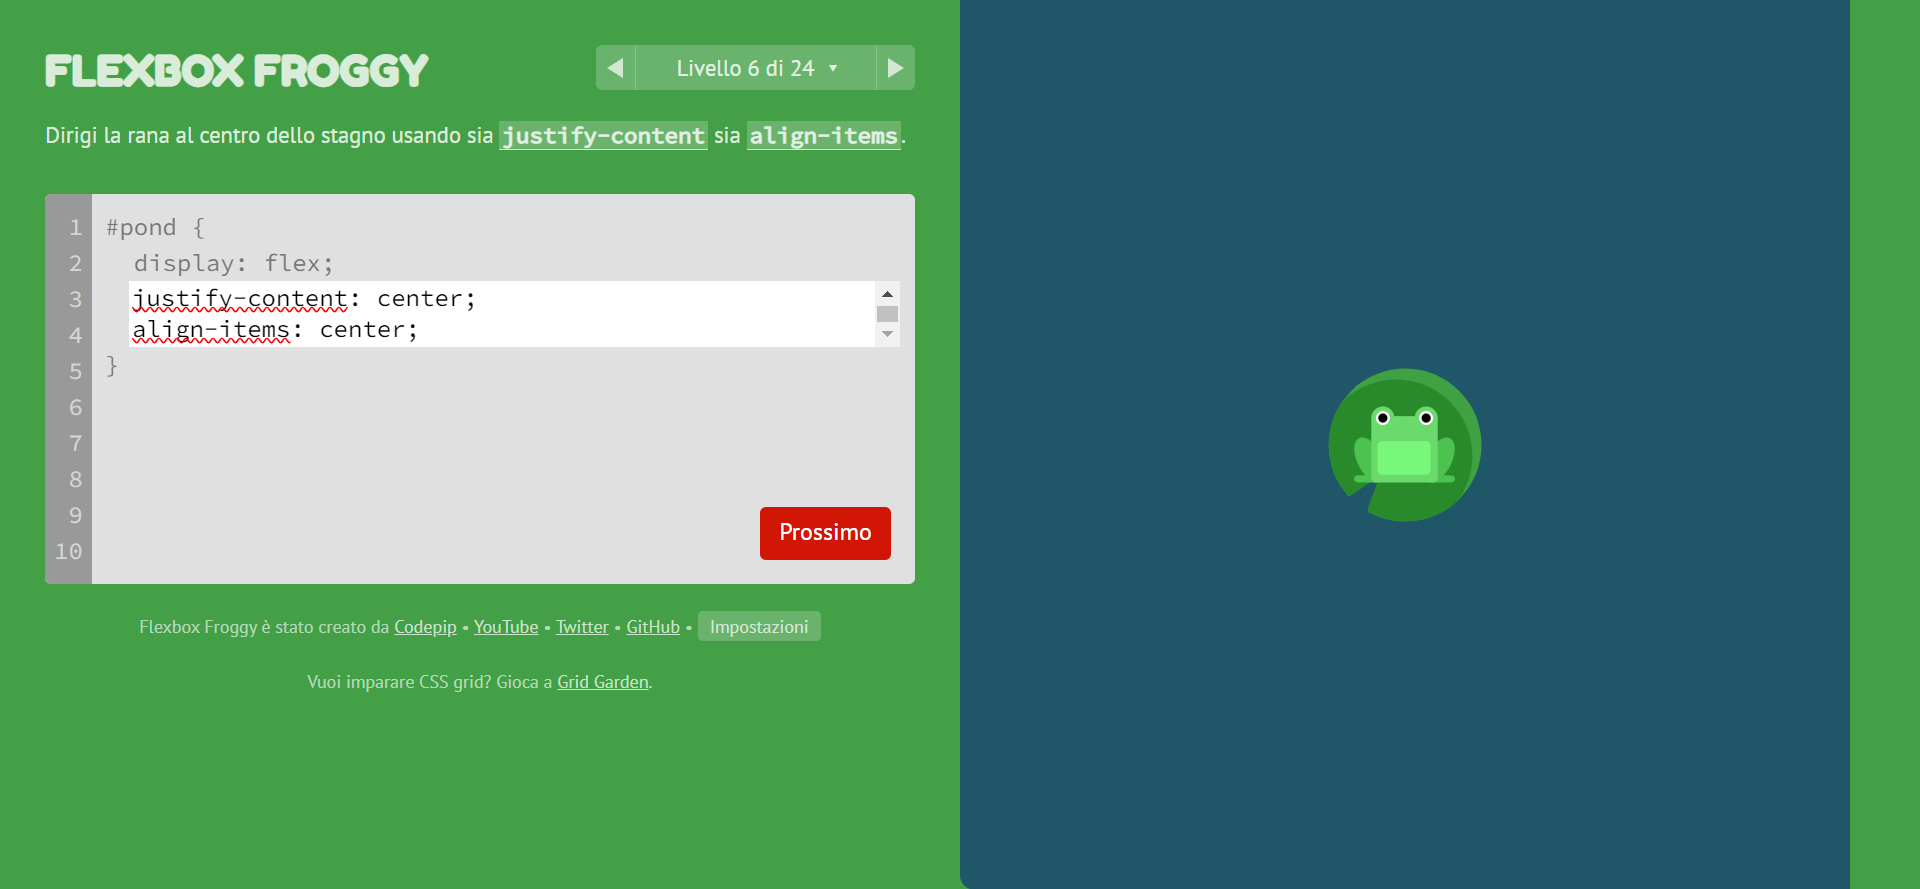 FLEXBOX FROGGY
Livello 6 di 24
Dirigi la rana al centro dello stagno usando sia justify-content sia align-items.
1 #pond {
2 display: flex;
3 justify-content: center;
4 align-items: center;
5 }
6
7
8
9
10
Prossimo
Flexbox Froggy è stato creato da Codepip • YouTube • Twitter • GitHub • Impostazioni
Vuoi imparare CSS grid? Gioca a Grid Garden.